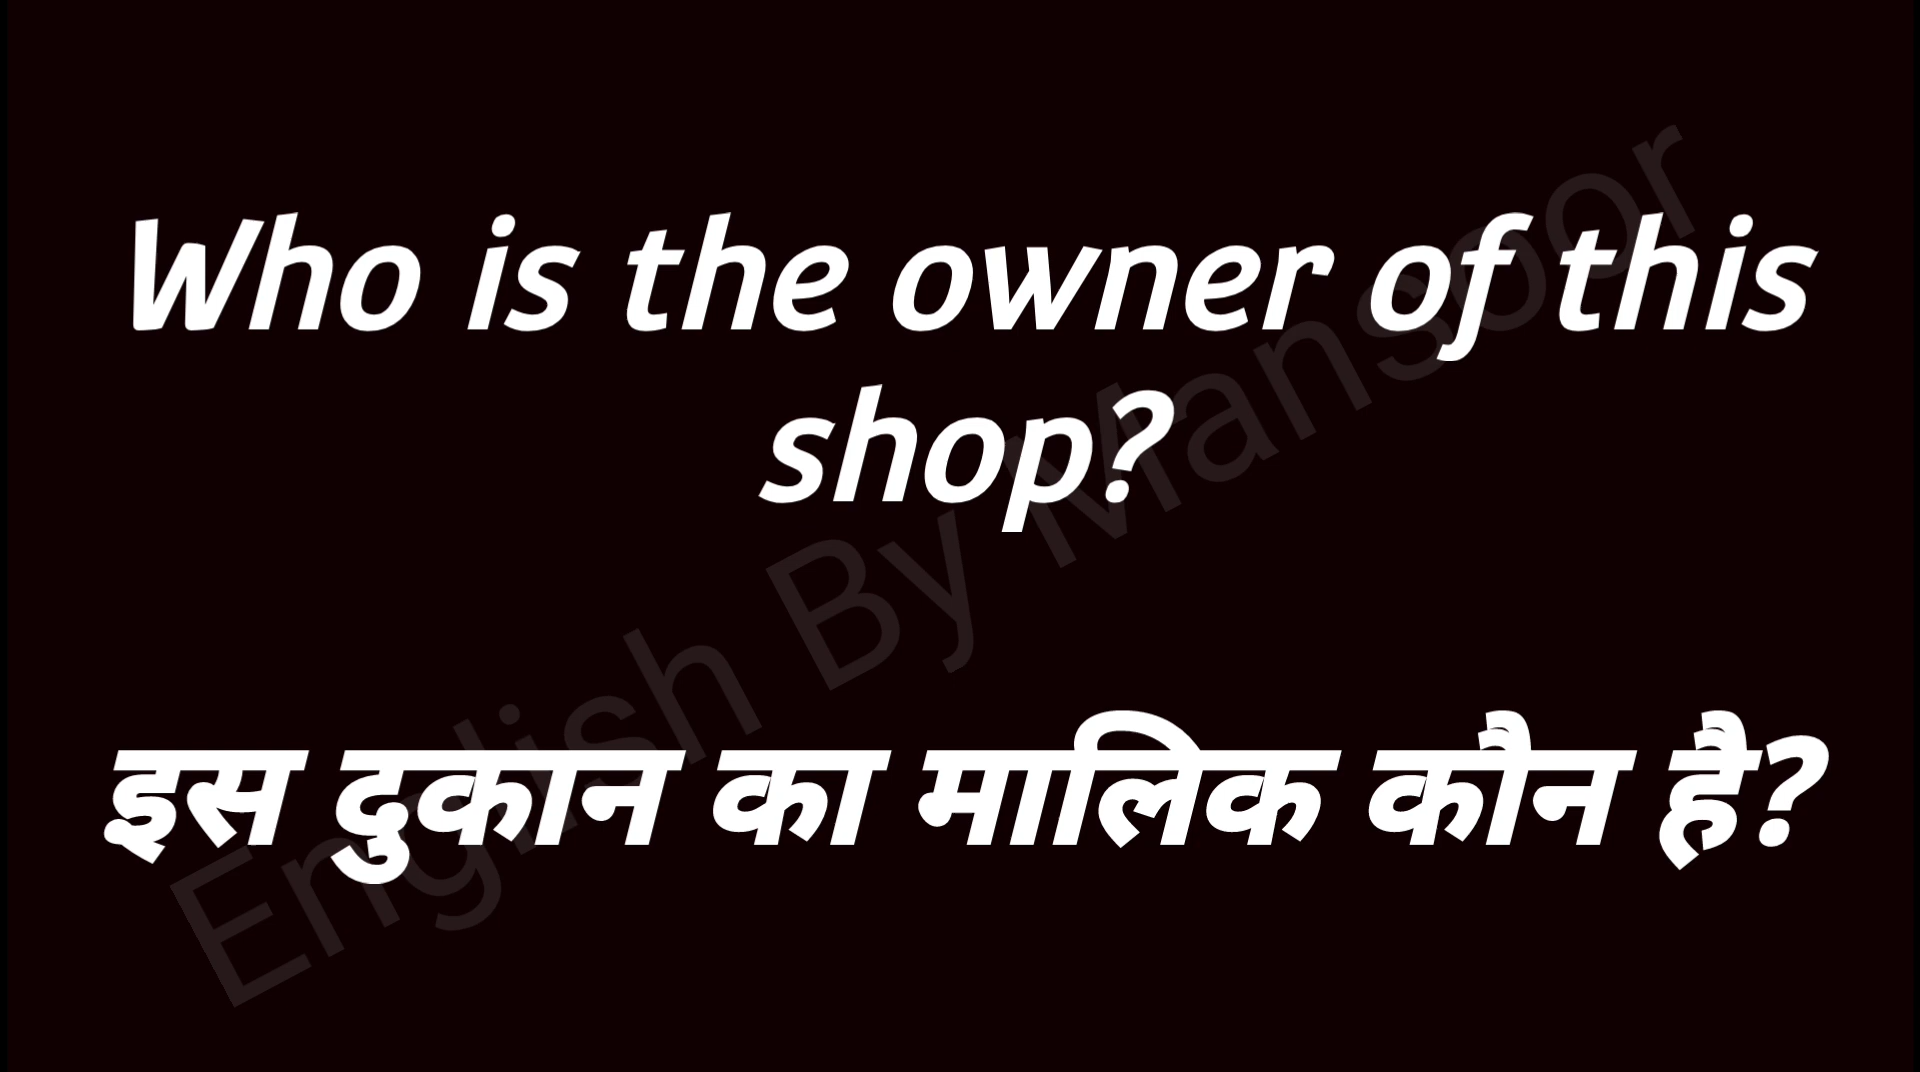 Who is the owner of this
shop?
इस दुकान का मालिक कौन है?
English By Mansoor